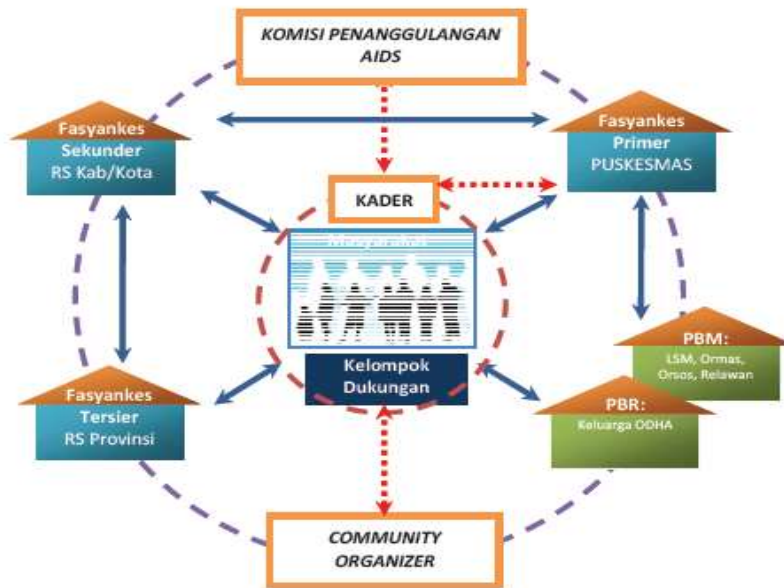 KOMISI PENANGGULANGAN
AIDS
Fasyankes
Sekunder
RS Kab/Kota
Fasyankes
Primer
PUSKESMAS
KADER
Masyarakat
Kelompok
Dukungan
PBM:
LSM, Ormas,
Orsos, Relawan
Fasyankes
Tersier
RS Provinsi
PBR:
Keluarga ODHA
COMMUNITY
ORGANIZER